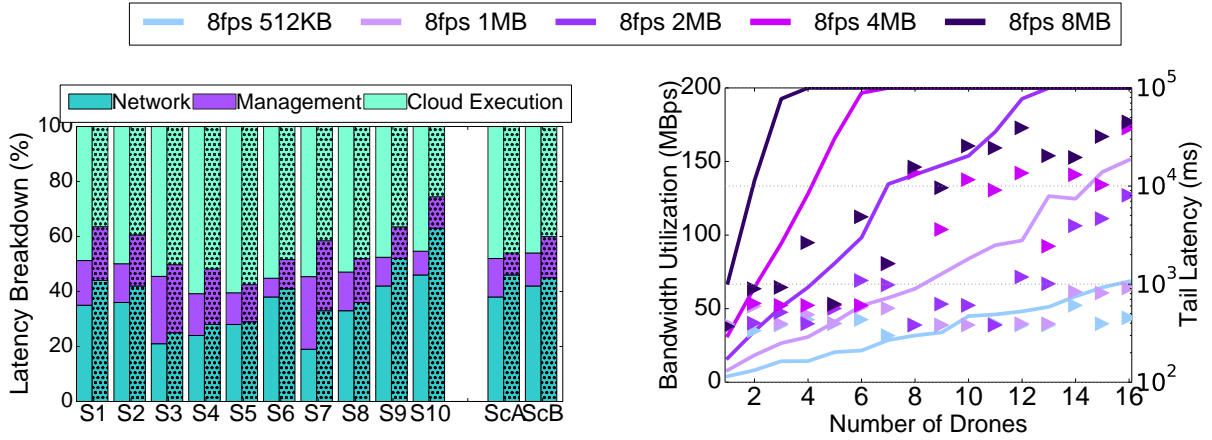 8fps 512KB 8fps 1MB 8fps 2MB 8fps 4MB 8fps 8MB
Network Management Cloud Execution
Latency Breakdown (%)
100
80
60
40
20
0
S1 S2 S3 S4 S5 S6 S7 S8 S9 S10 ScA ScB
Bandwidth Utilization (MBps)
200
150
100
50
0
2 4 6 8 10 12 14 16
Number of Drones
10^5
10^4
10^3
10^2
Tail Latency (ms)